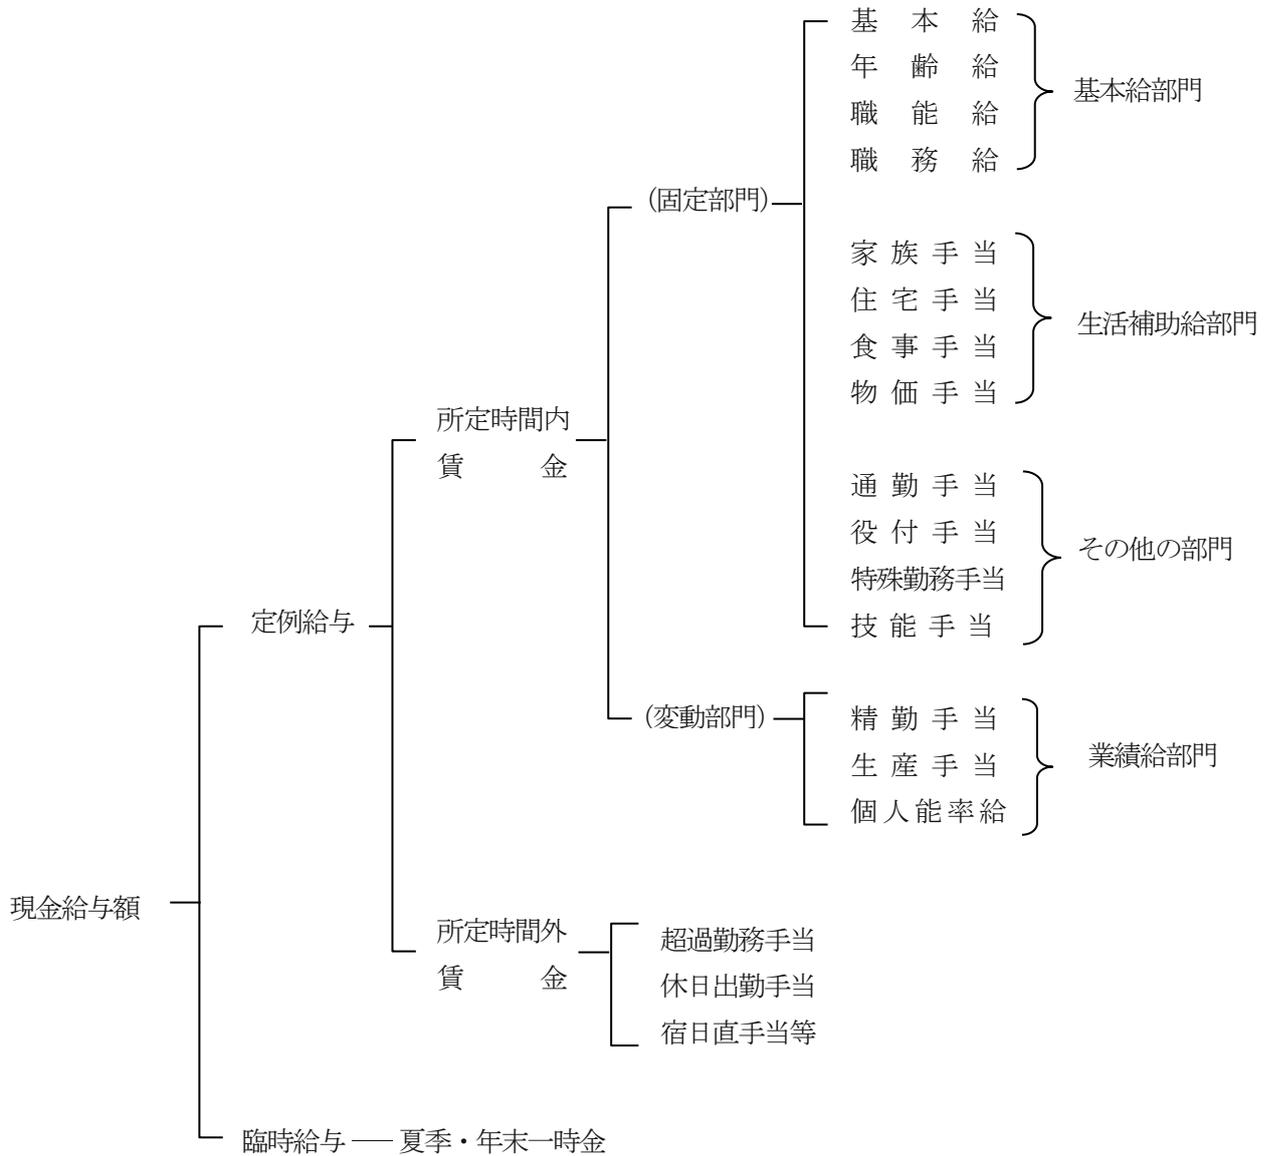 基本給
年齢給
職能給
職務給
基本給部門
(固定部門)
家族手当
住宅手当
食事手当
物価手当
生活補助給部門
所定時間内
賃金
通勤手当
役付手当
特殊勤務手当
技能手当
その他の部門
定例給与
(変動部門)
精勤手当
生産手当
個人能率給
業績給部門
現金給与額
所定時間外
賃金
超過勤務手当
休日出勤手当
宿日直手当等
臨時給与 ── 夏季・年末一時金